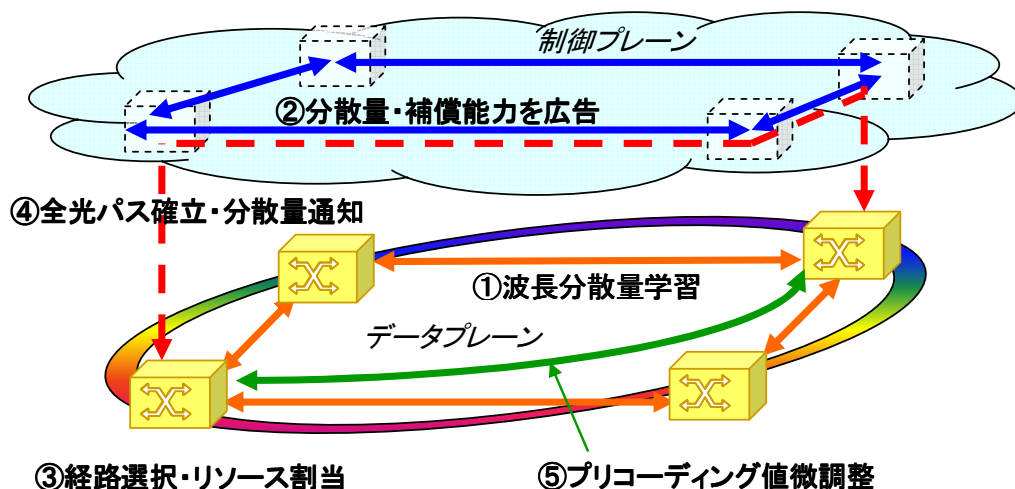 制御プレーン
②分散量・補償能力を広告
④全光パス確立・分散量通知
①波長分散量学習
データプレーン
③経路選択・リソース割当
⑤プリコーディング値微調整